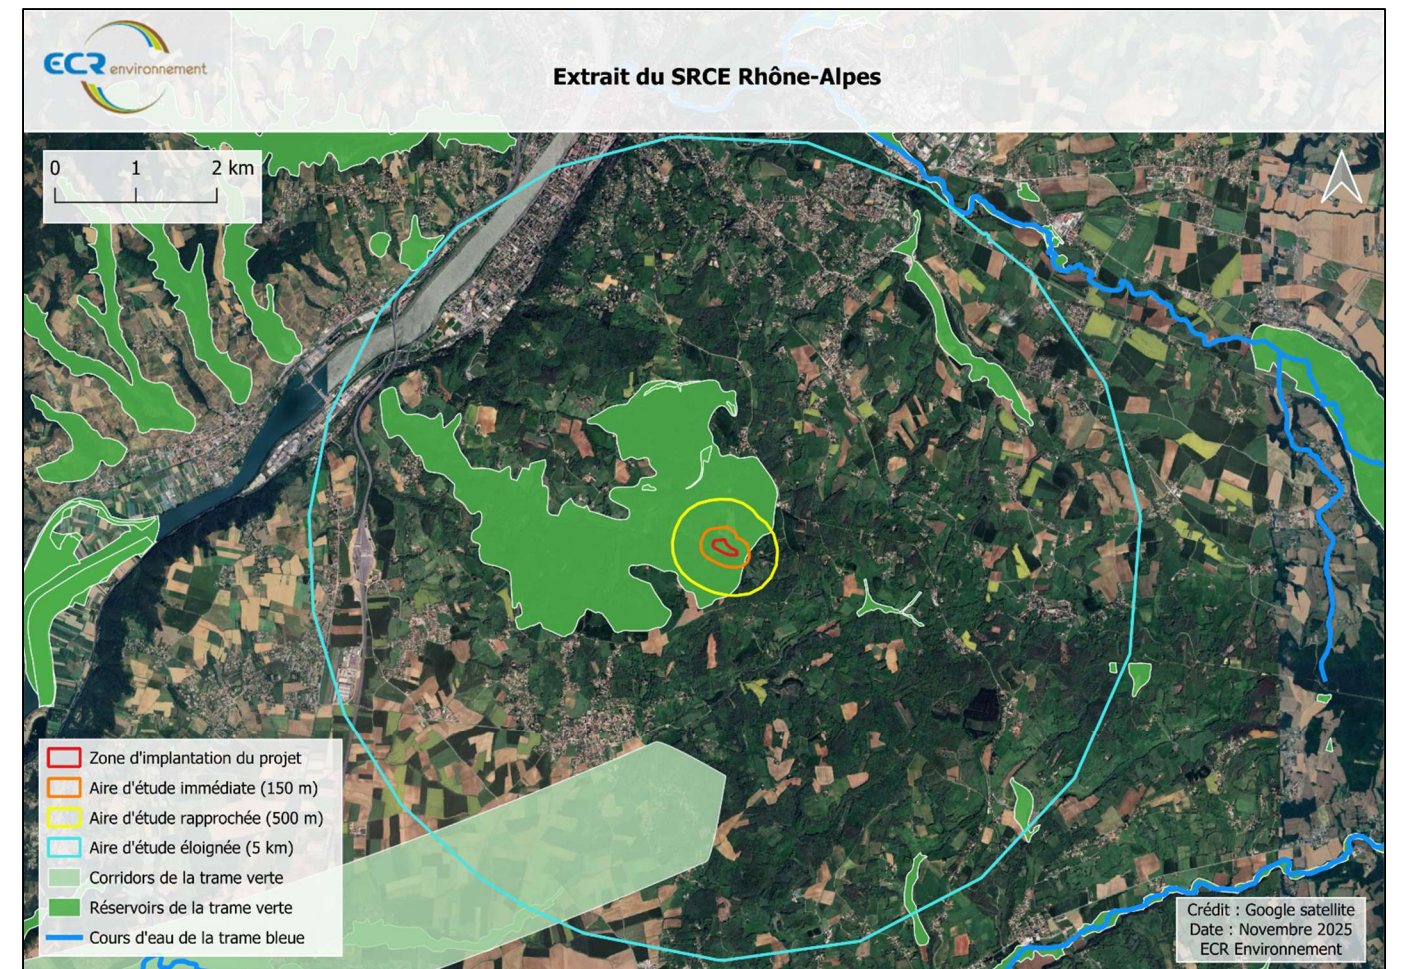 ECR environnement
Extrait du SRCE Rhône-Alpes
0 1 2 km
Zone d'implantation du projet
Aire d'étude immédiate (150 m)
Aire d'étude rapprochée (500 m)
Aire d'étude éloignée (5 km)
Corridors de la trame verte
Réservoirs de la trame verte
Cours d'eau de la trame bleue
Crédit : Google satellite
Date : Novembre 2025
ECR Environnement